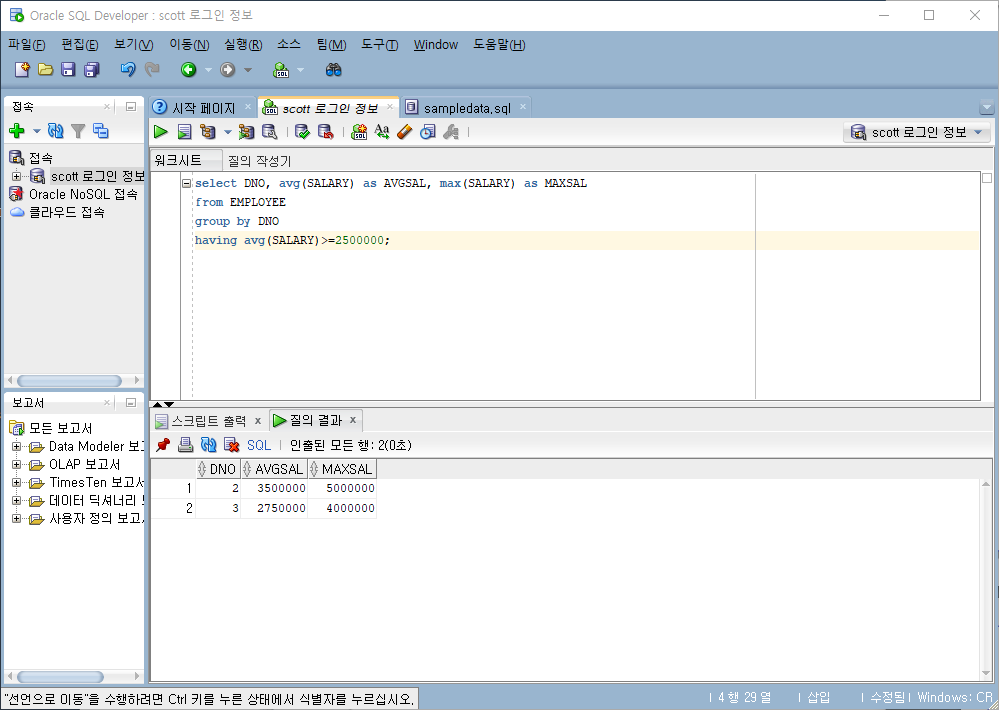 Oracle SQL Developer : scott 로그인 정보
파일(F) 편집(E) 보기(V) 이동(N) 실행(R) 소스 팀(M) 도구(T) Window 도움말(H)
접속
시작 페이지 scott 로그인 정보 sampledata.sql
scott 로그인 정보
접속
scott 로그인 정보
Oracle NoSQL 접속
클라우드 접속
워크시트 질의 작성기
select DNO, avg(SALARY) as AVGSAL, max(SALARY) as MAXSAL
from EMPLOYEE
group by DNO
having avg(SALARY)>=2500000;
보고서
모든 보고서
Data Modeler 보고
OLAP 보고서
TimesTen 보고서
데이터 딕셔너리
사용자 정의 보고서
스크립트 출력 x 질의 결과 x
SQL | 인출된 모든 행: 2(0초)
DNO AVGSAL MAXSAL
1 2 3500000 5000000
2 3 2750000 4000000
"선언으로 이동"을 수행하려면 Ctrl 키를 누른 상태에서 식별자를 누르십시오.
4 행 29 열 | 삽입 | 수정됨 | Windows: CR